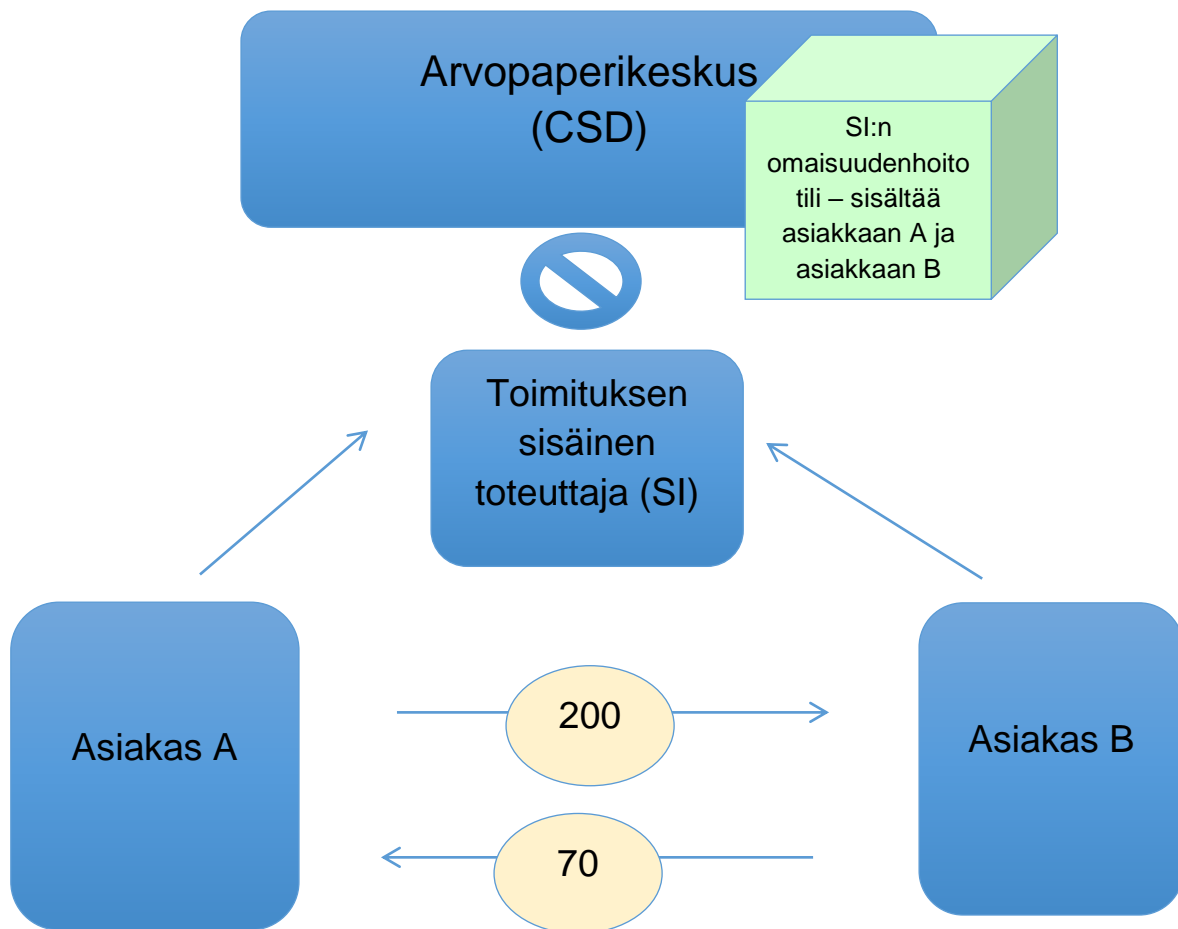 Arvopaperikeskus
(CSD)
SI:n
omaisuudenhoito
tili – sisältää
asiakkaan A ja
asiakkaan B
Toimituksen
sisäinen
toteuttaja (SI)
Asiakas A
200
Asiakas B
70